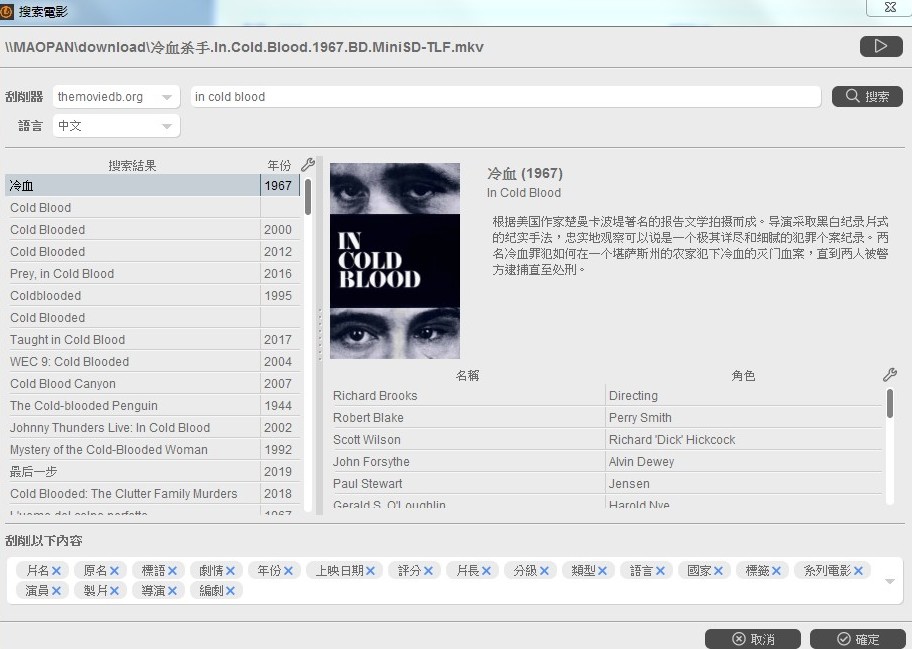 搜索電影
\\MAOPAN\download\冷血杀手.In.Cold.Blood.1967.BD.MiniSD-TLF.mkv
刮削器 themoviedb.org in cold blood 搜索
語言 中文
搜索結果 年份
冷血 1967
Cold Blood
Cold Blooded 2000
Cold Blooded 2012
Prey, in Cold Blood 2016
Coldblooded 1995
Cold Blooded
Taught in Cold Blood 2017
WEC 9: Cold Blooded 2004
Cold Blood Canyon 2007
The Cold-blooded Penguin 1944
Johnny Thunders Live: In Cold Blood 2002
Mystery of the Cold-Blooded Woman 1992
最后一步 2019
Cold Blooded: The Clutter Family Murders 2018
L'uomo dal colpo perfetto 1967
IN
COLD
BLOOD
冷血 (1967)
In Cold Blood
根据美国作家楚曼卡波堤著名的报告文学拍摄而成。导演采取黑白纪录片式
的纪实手法，忠实地观察可以说是一个极其详尽和细腻的犯罪个案纪录。两
名冷血罪犯如何在一个堪萨斯州的农家犯下冷血的灭门血案，直到两人被警
方逮捕直至处刑。
名稱 角色
Richard Brooks Directing
Robert Blake Perry Smith
Scott Wilson Richard 'Dick' Hickcock
John Forsythe Alvin Dewey
Paul Stewart Jensen
Gerald S. O'Loughlin Harold Nye
刮削以下內容
片名 原名 標語 劇情 年份 上映日期 評分 片長 分級 類型 語言 國家 標籤 系列電影
演員 製片 導演 編劇
取消 確定